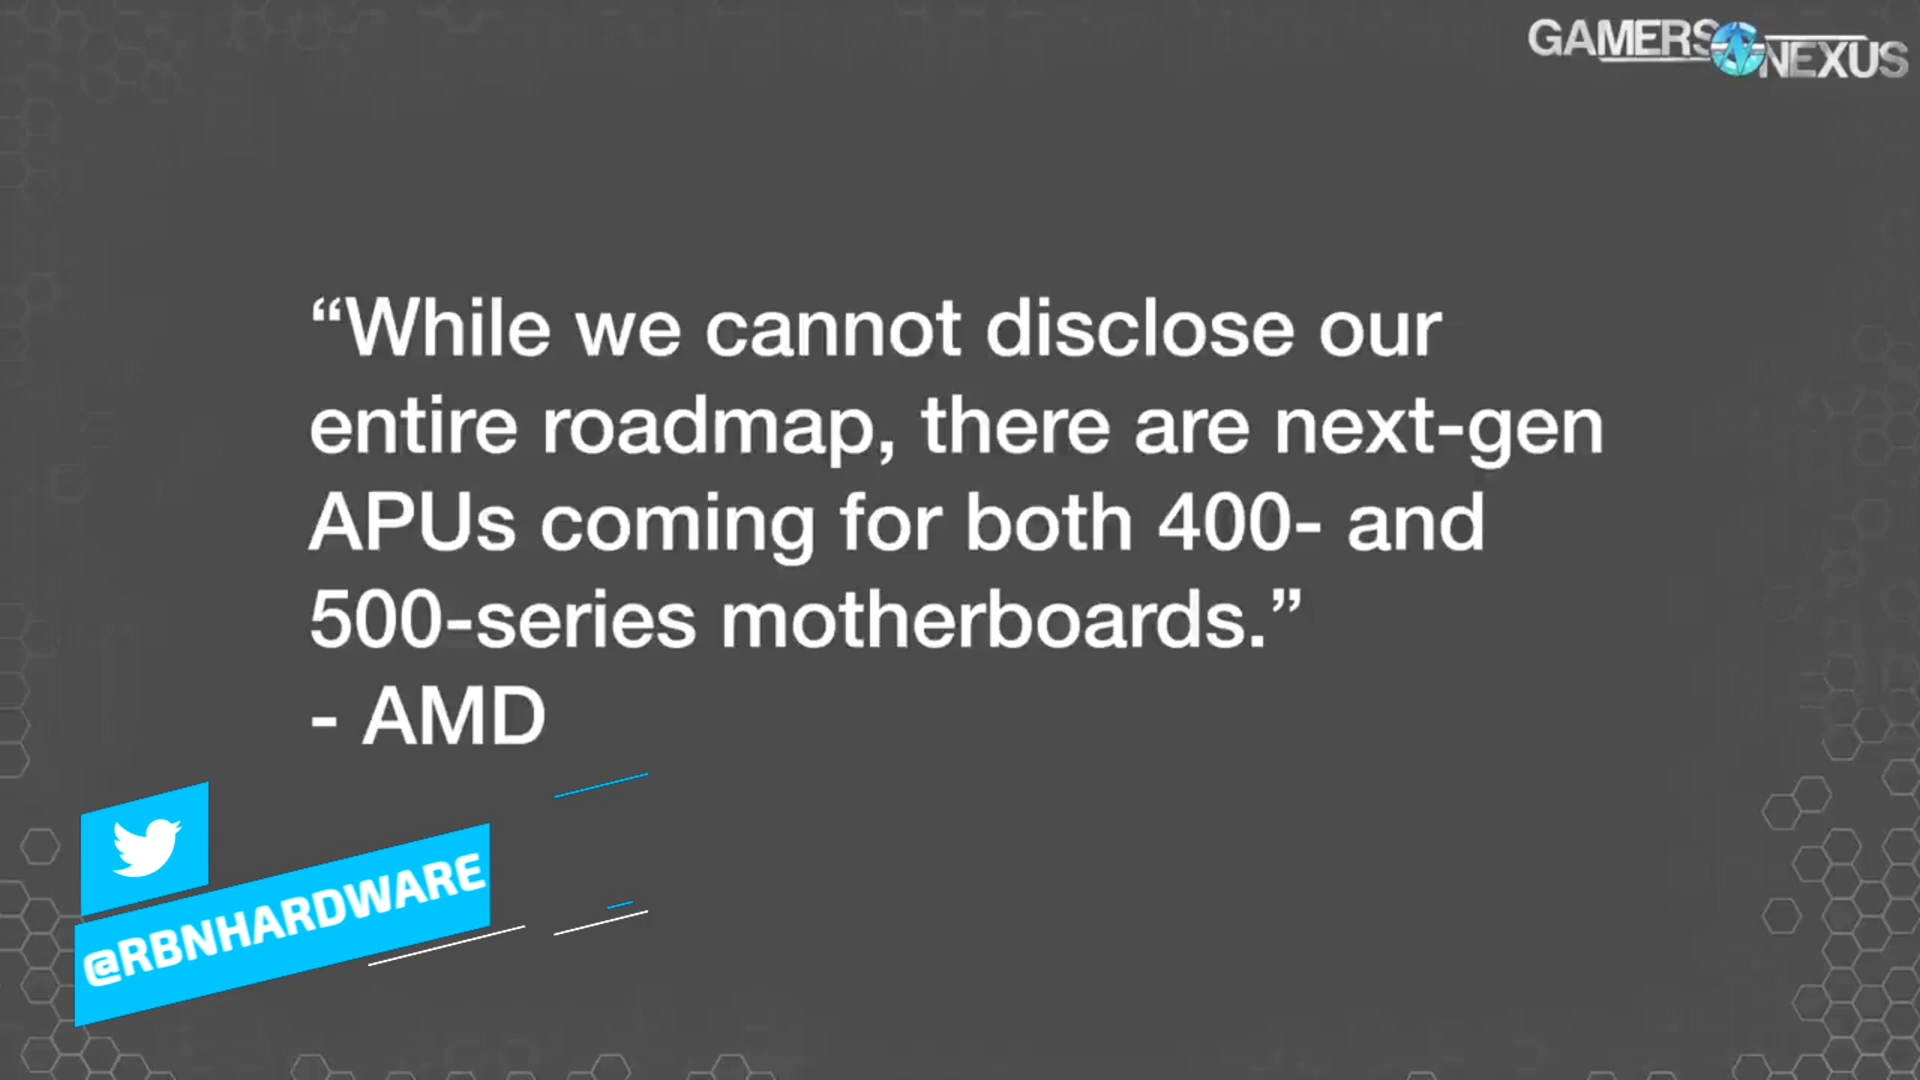 GAMERS NEXUS
“While we cannot disclose our
entire roadmap, there are next-gen
APUs coming for both 400- and
500-series motherboards.”
- AMD
@RBNHARDWARE